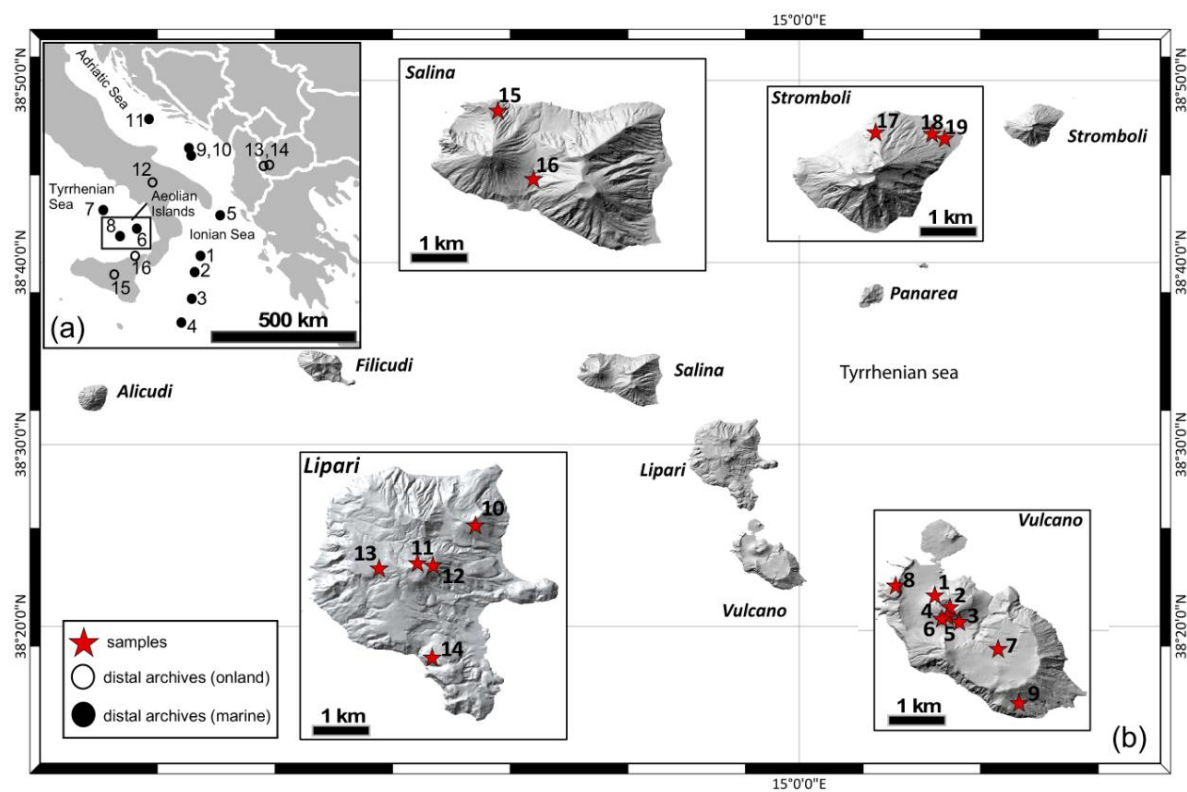 15°0'0"E
38°50'0"N
38°50'0"N
Adriatic Sea
11
9,10
13, 14
12
Tyrrhenian
Sea
Aeolian
Islands
7
5
8
6
Ionian Sea
1
16
2
15
3
4
(a)
500 km
Salina
15
16
1 km
Stromboli
17
18
19
1 km
Stromboli
38°40'0"N
38°40'0"N
Panarea
Filicudi
Alicudi
Salina
Tyrrhenian sea
38°30'0"N
38°30'0"N
Lipari
10
13
11
12
14
1 km
Lipari
Vulcano
Vulcano
8
1
2
4
3
6
5
7
9
1 km
38°20'0"N
38°20'0"N
samples
distal archives (onland)
distal archives (marine)
(b)
15°0'0"E